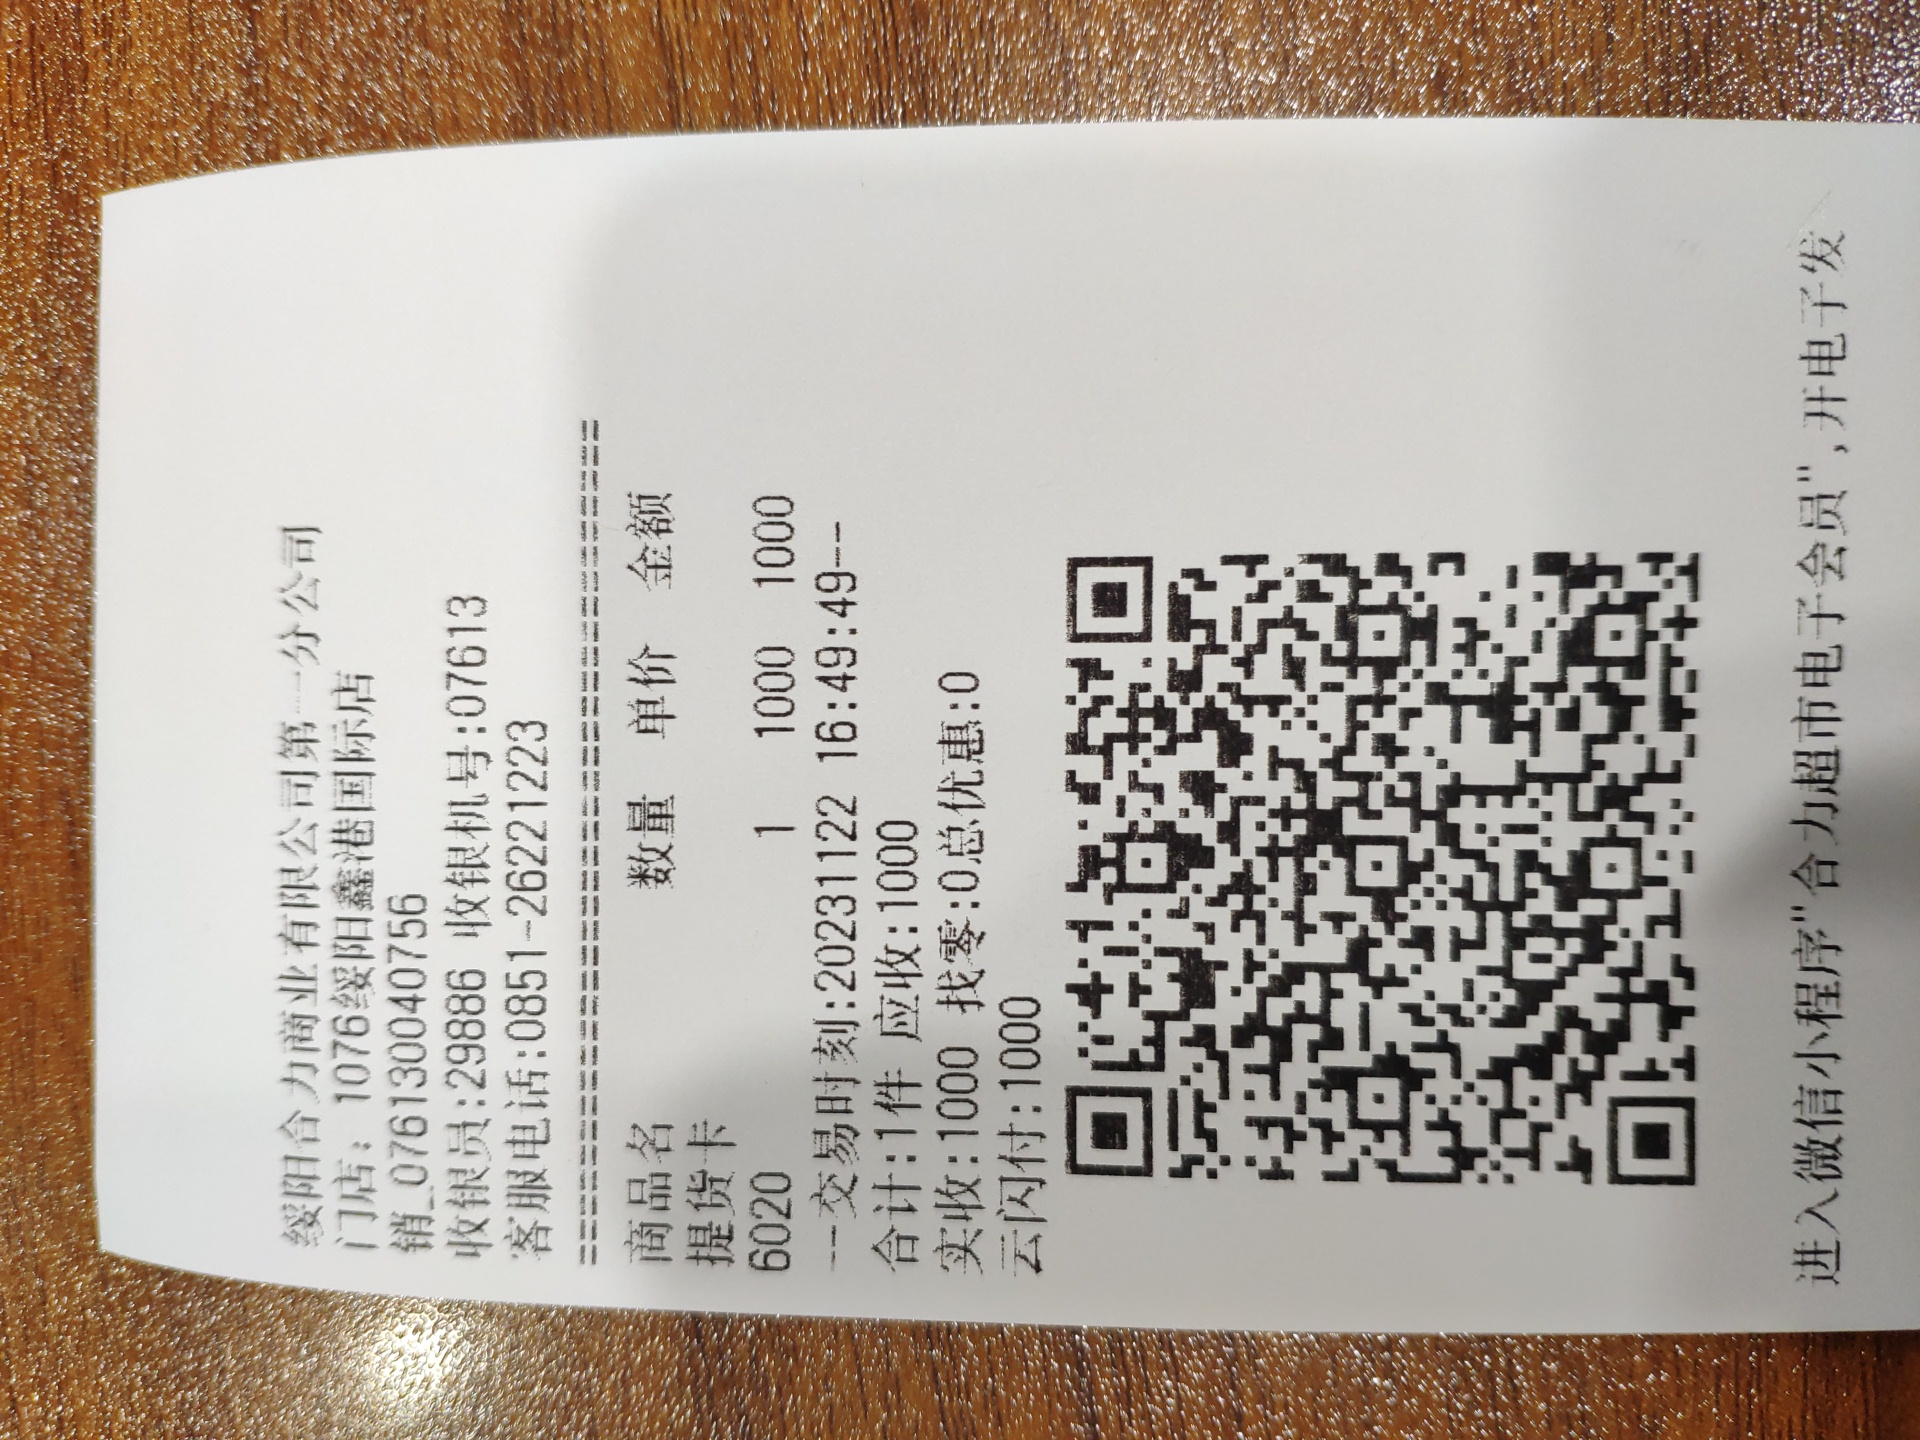 绥阳合力商业有限公司第一分公司
门店: 1076绥阳鑫港国际店
销_0761300040756
收银员:29886 收银机号:07613
客服电话:0851-26221223
==========================================
商品名 数量 单价 金额
提货卡
6020 1 1000 1000
--交易时刻:20231122 16:49:49--
合计:1件 应收:1000
实收:1000 找零:0总优惠:0
云闪付:1000
进入微信小程序"合力超市电子会员",开电子发